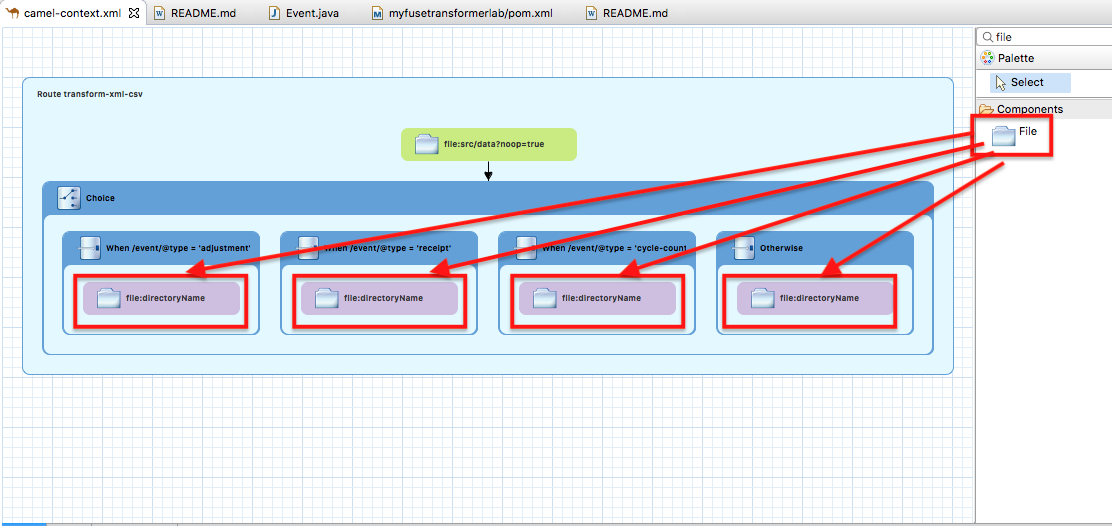 camel-context.xml
README.md
Event.java
myfusetransformerlab/pom.xml
README.md
file
Palette
Select
Components
File
Route transform-xml-csv
file:src/data?noop=true
Choice
When /event/@type = 'adjustment'
When /event/@type = 'receipt'
When /event/@type = 'cycle-count
Otherwise
file:directoryName
file:directoryName
file:directoryName
file:directoryName